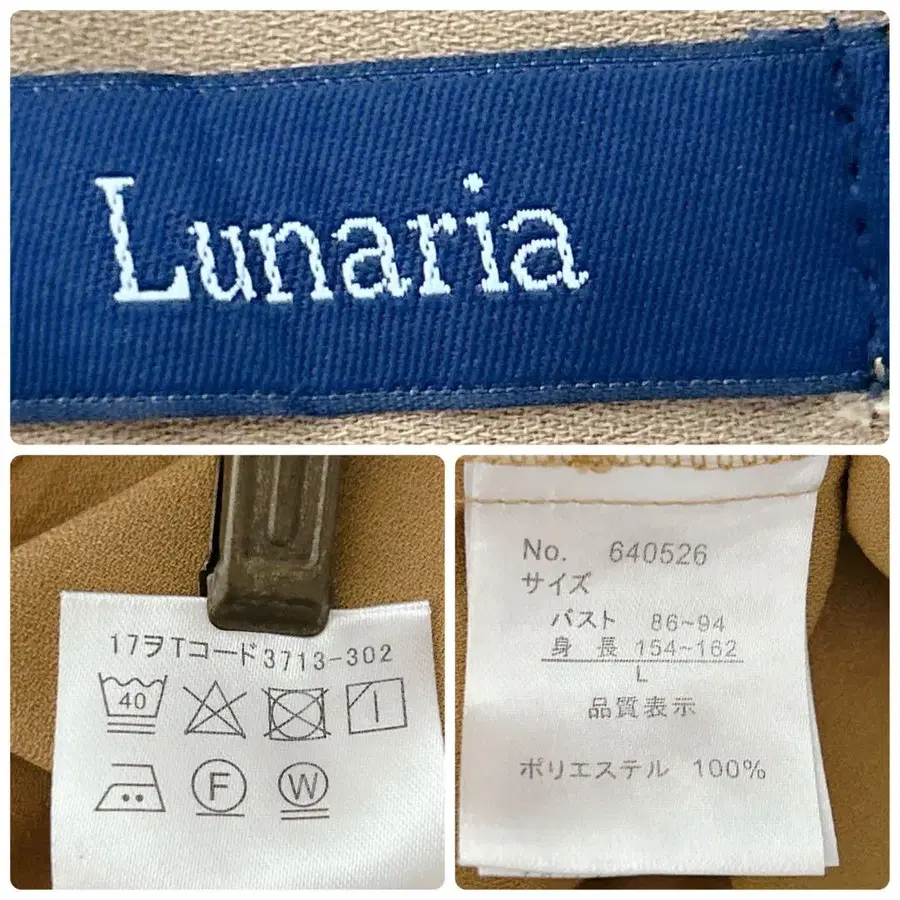 Lunaria
17ヲTコード3713-302
40
F
W
No. 640526
サイズ
バスト 86~94
身長 154~162
L
品質表示
ポリエステル 100%